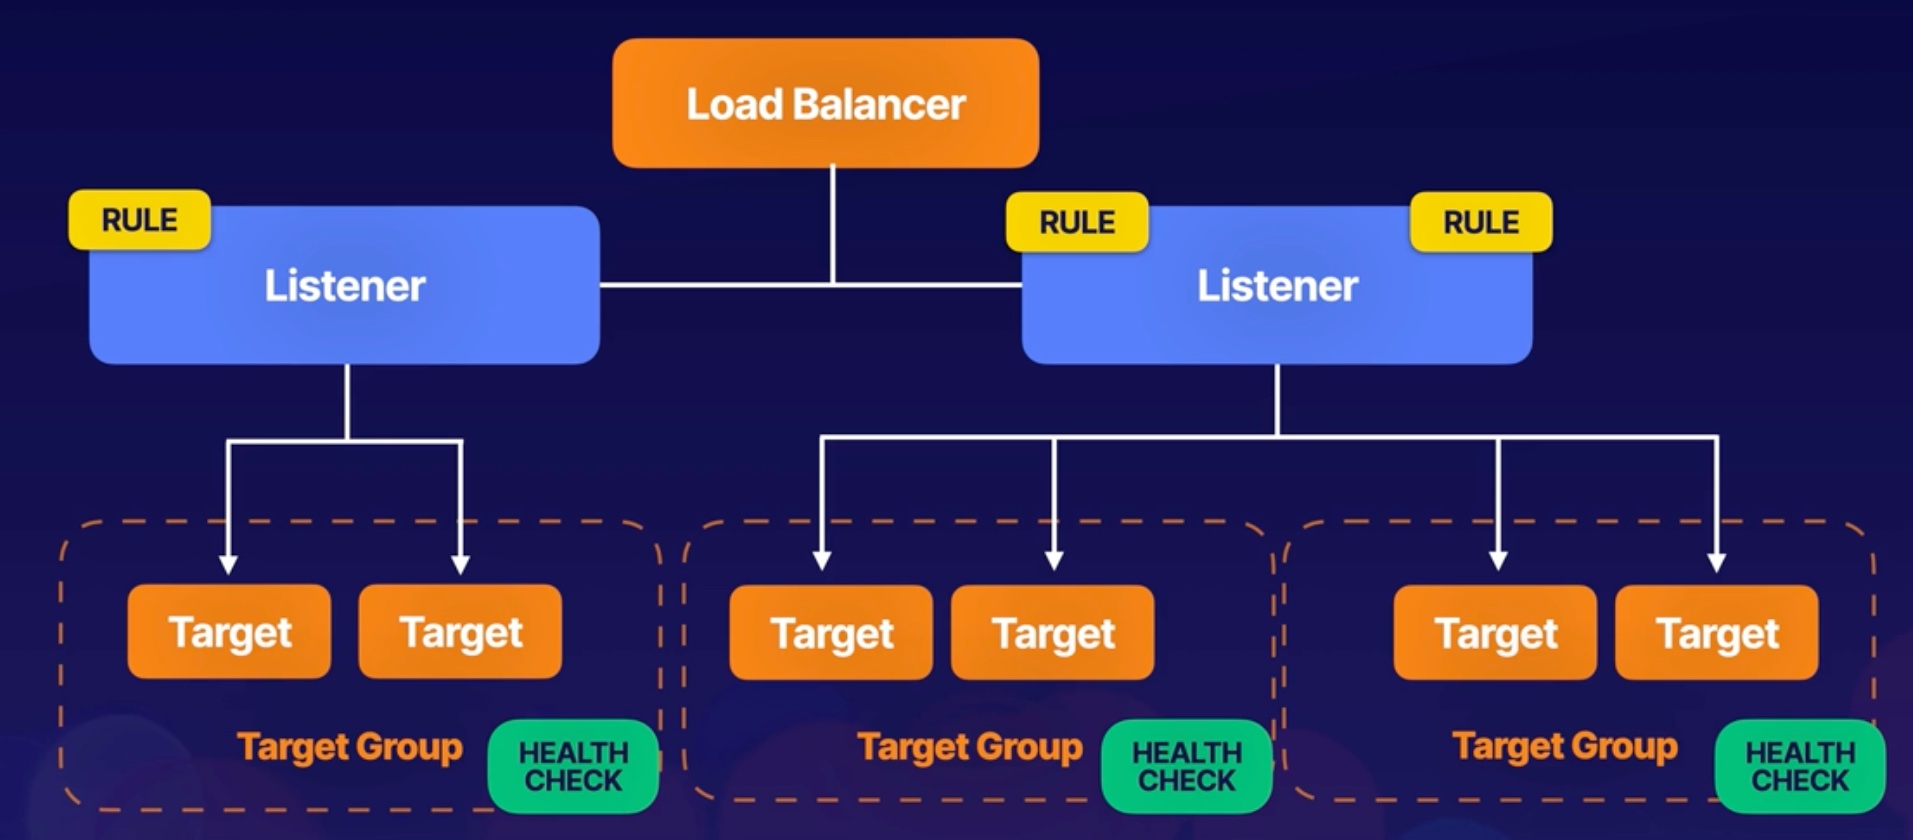 Load Balancer
RULE
RULE
RULE
Listener
Listener
Target
Target
Target
Target
Target
Target
Target Group
HEALTH
CHECK
Target Group
HEALTH
CHECK
Target Group
HEALTH
CHECK